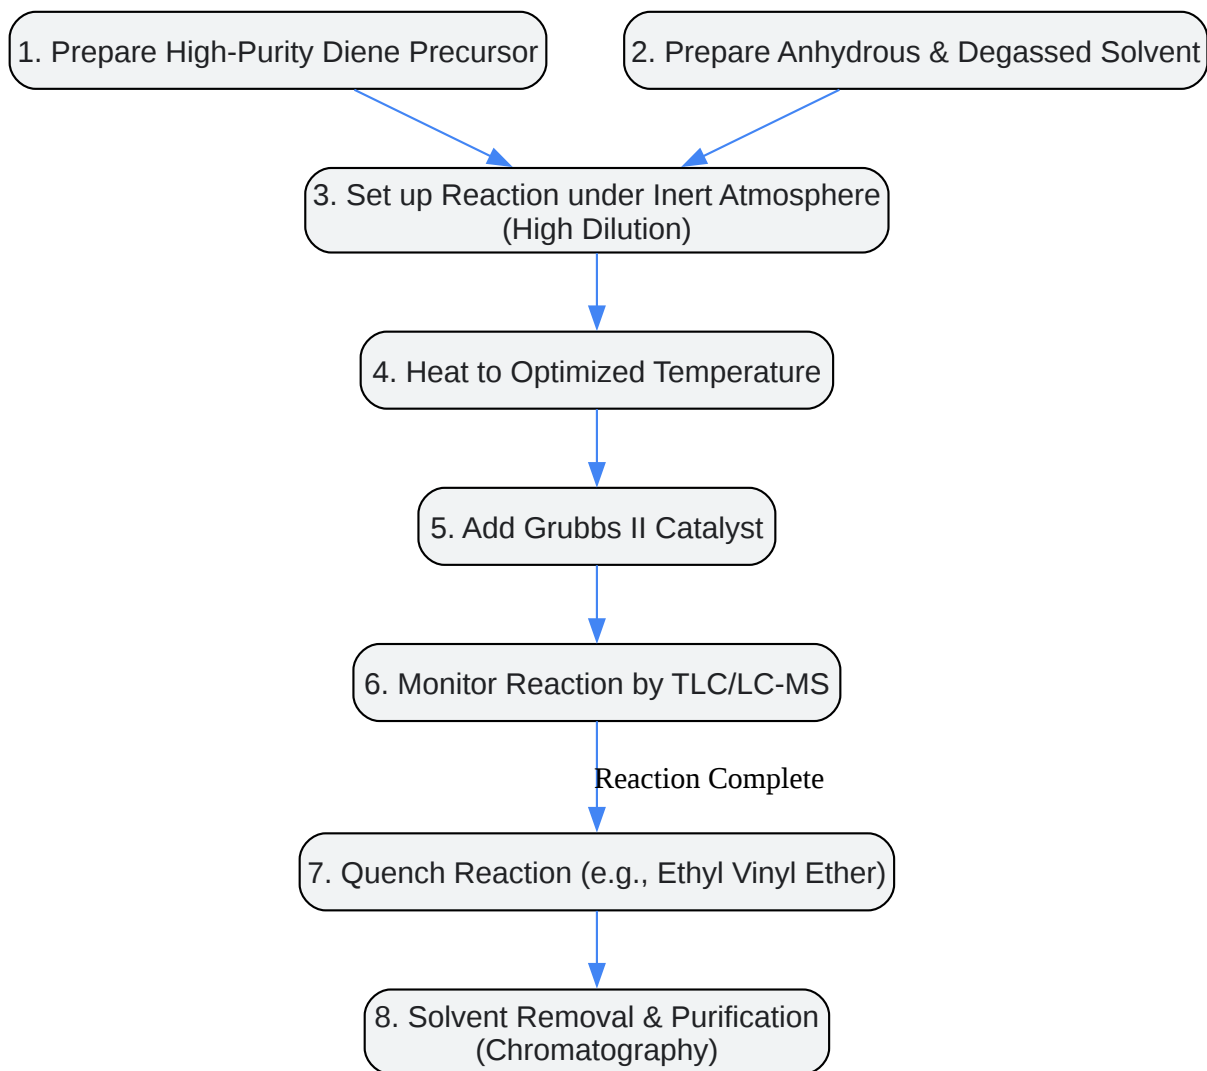 1. Prepare High-Purity Diene Precursor
2. Prepare Anhydrous & Degassed Solvent
3. Set up Reaction under Inert Atmosphere
(High Dilution)
4. Heat to Optimized Temperature
5. Add Grubbs II Catalyst
6. Monitor Reaction by TLC/LC-MS
Reaction Complete
7. Quench Reaction (e.g., Ethyl Vinyl Ether)
8. Solvent Removal & Purification
(Chromatography)